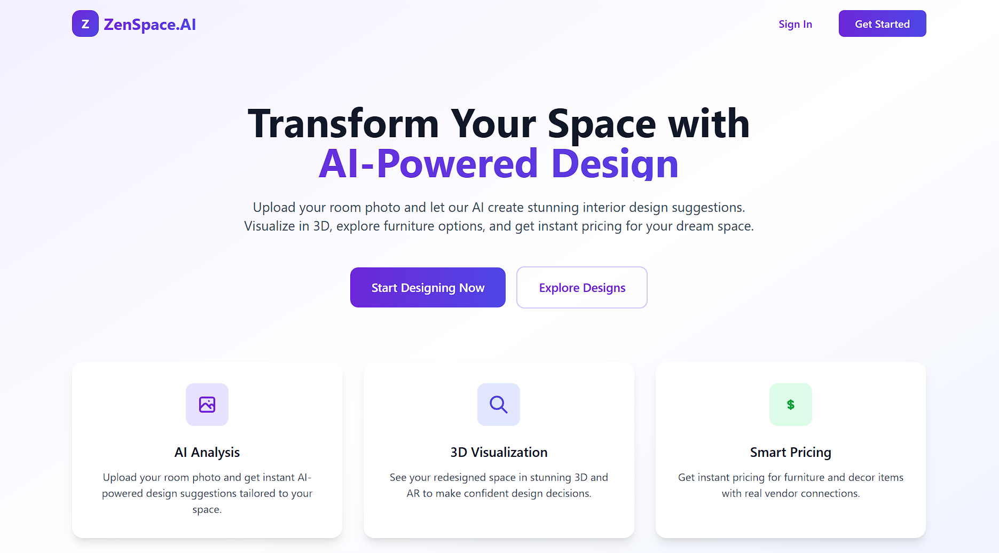 Z ZenSpace.AI
Sign In
Get Started
Transform Your Space with
AI-Powered Design
Upload your room photo and let our AI create stunning interior design suggestions.
Visualize in 3D, explore furniture options, and get instant pricing for your dream space.
Start Designing Now
Explore Designs
AI Analysis
Upload your room photo and get instant AI-
powered design suggestions tailored to your
space.
3D Visualization
See your redesigned space in stunning 3D and
AR to make confident design decisions.
$
Smart Pricing
Get instant pricing for furniture and decor items
with real vendor connections.